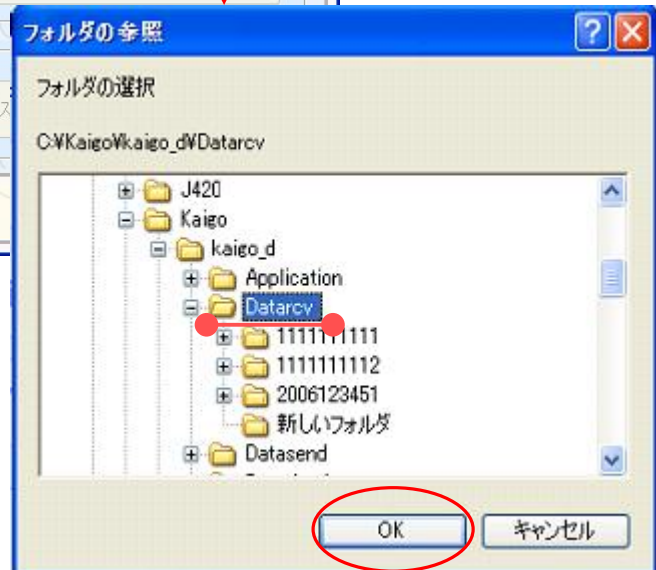 フォルダの参照
フォルダの選択
C:¥Kaigo¥kaigo_d¥Datarcv
J420
Kaigo
kaigo_d
Application
Datarcv
1111111111
1111111112
2006123451
新しいフォルダ
Datasend
OK キャンセル